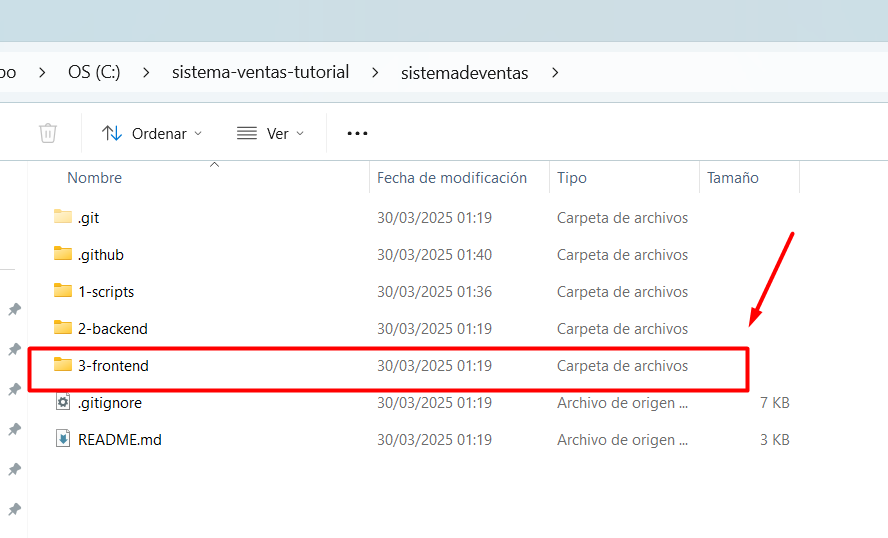 po > OS (C:) > sistema-ventas-tutorial > sistemadeventas >
Ordenar Ver ...
Nombre Fecha de modificación Tipo Tamaño
.git 30/03/2025 01:19 Carpeta de archivos
.github 30/03/2025 01:40 Carpeta de archivos
1-scripts 30/03/2025 01:36 Carpeta de archivos
2-backend 30/03/2025 01:19 Carpeta de archivos
3-frontend 30/03/2025 01:19 Carpeta de archivos
.gitignore 30/03/2025 01:19 Archivo de origen ... 7 KB
README.md 30/03/2025 01:19 Archivo de origen ... 3 KB